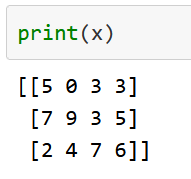 print(x)
[[5 0 3 3]
 [7 9 3 5]
 [2 4 7 6]]